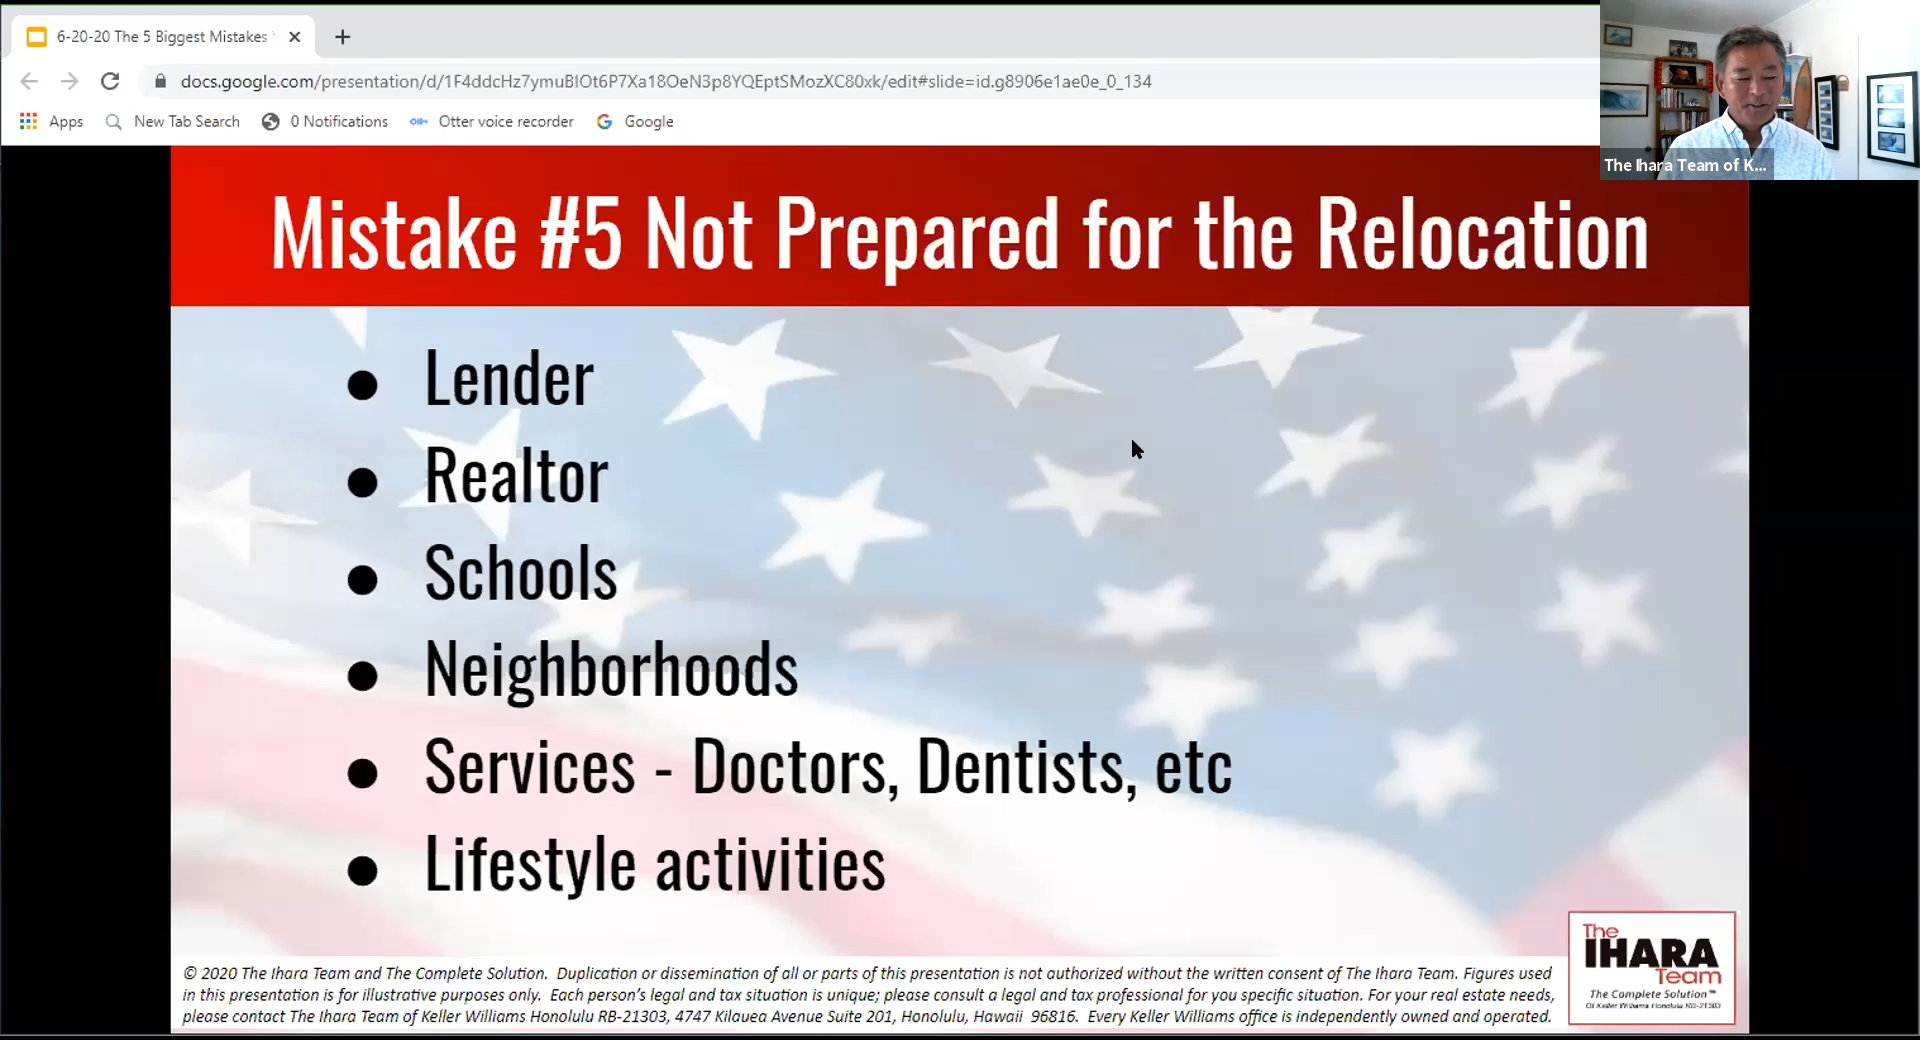 6-20-20 The 5 Biggest Mistakes
docs.google.com/presentation/d/1F4ddcHz7ymuBIOt6P7Xa18OeN3p8YQEptSMozXC80xk/edit#slide=id.g8906e1ae0e_0_134
Apps New Tab Search 0 Notifications Otter voice recorder Google
The Ihara Team of K...
Mistake #5 Not Prepared for the Relocation
● Lender
● Realtor
● Schools
● Neighborhoods
● Services - Doctors, Dentists, etc
● Lifestyle activities
© 2020 The Ihara Team and The Complete Solution. Duplication or dissemination of all or parts of this presentation is not authorized without the written consent of The Ihara Team. Figures used
in this presentation is for illustrative purposes only. Each person's legal and tax situation is unique; please consult a legal and tax professional for you specific situation. For your real estate needs,
please contact The Ihara Team of Keller Williams Honolulu RB-21303, 4747 Kilauea Avenue Suite 201, Honolulu, Hawaii 96816. Every Keller Williams office is independently owned and operated.
The
IHARA
Team
The Complete Solution™
Of Keller Williams Honolulu RB-21303